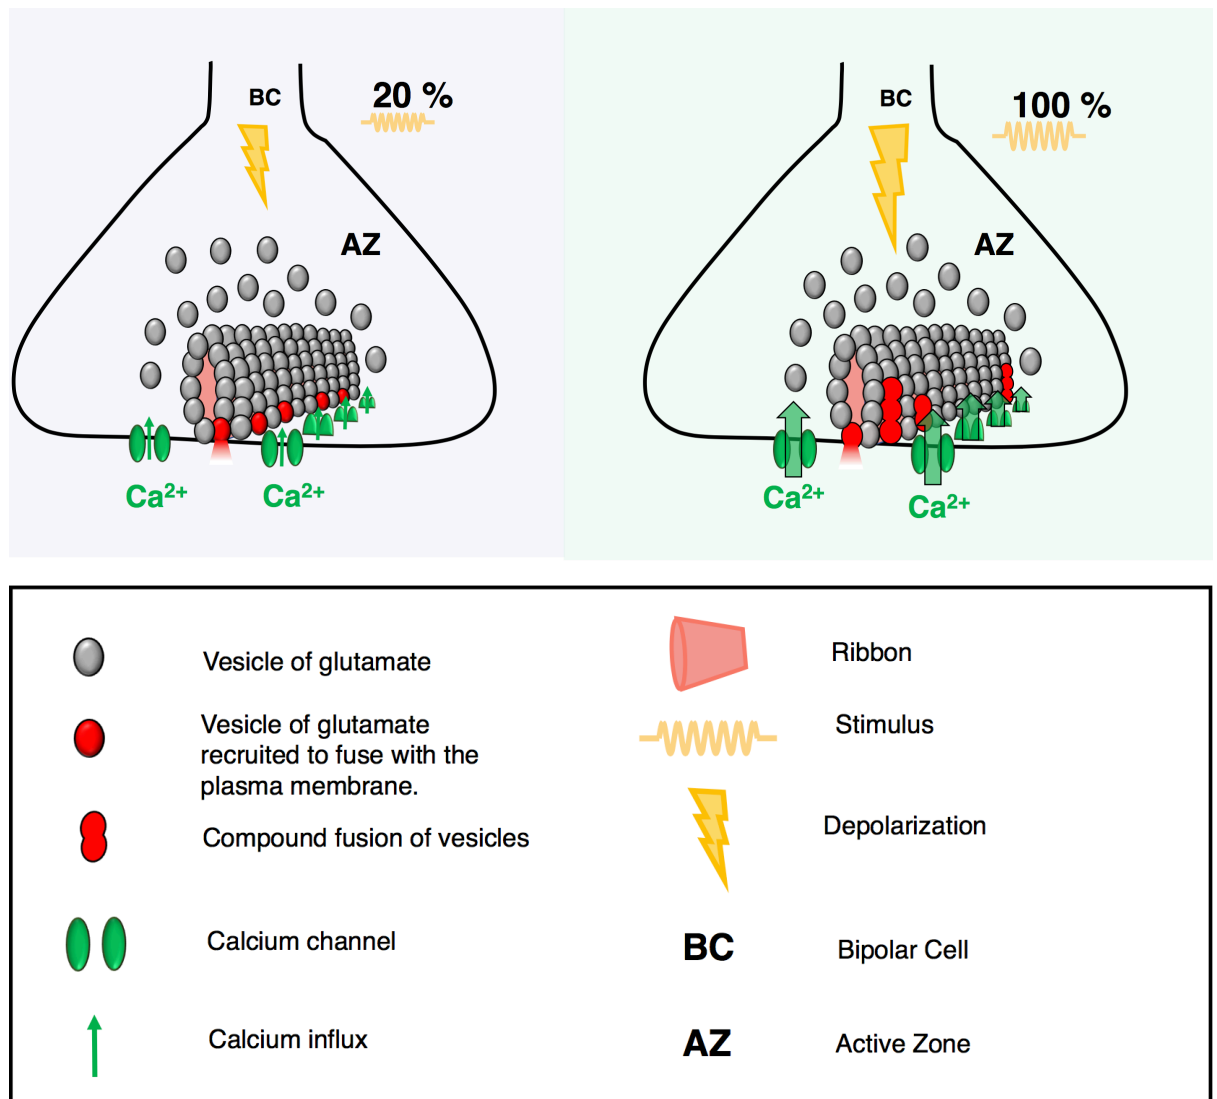 BC
20 %
AZ
Ca²⁺
Ca²⁺
BC
100 %
AZ
Ca²⁺
Ca²⁺
Vesicle of glutamate
Vesicle of glutamate
recruited to fuse with the
plasma membrane.
Compound fusion of vesicles
Calcium channel
Calcium influx
Ribbon
Stimulus
Depolarization
BC
Bipolar Cell
AZ
Active Zone